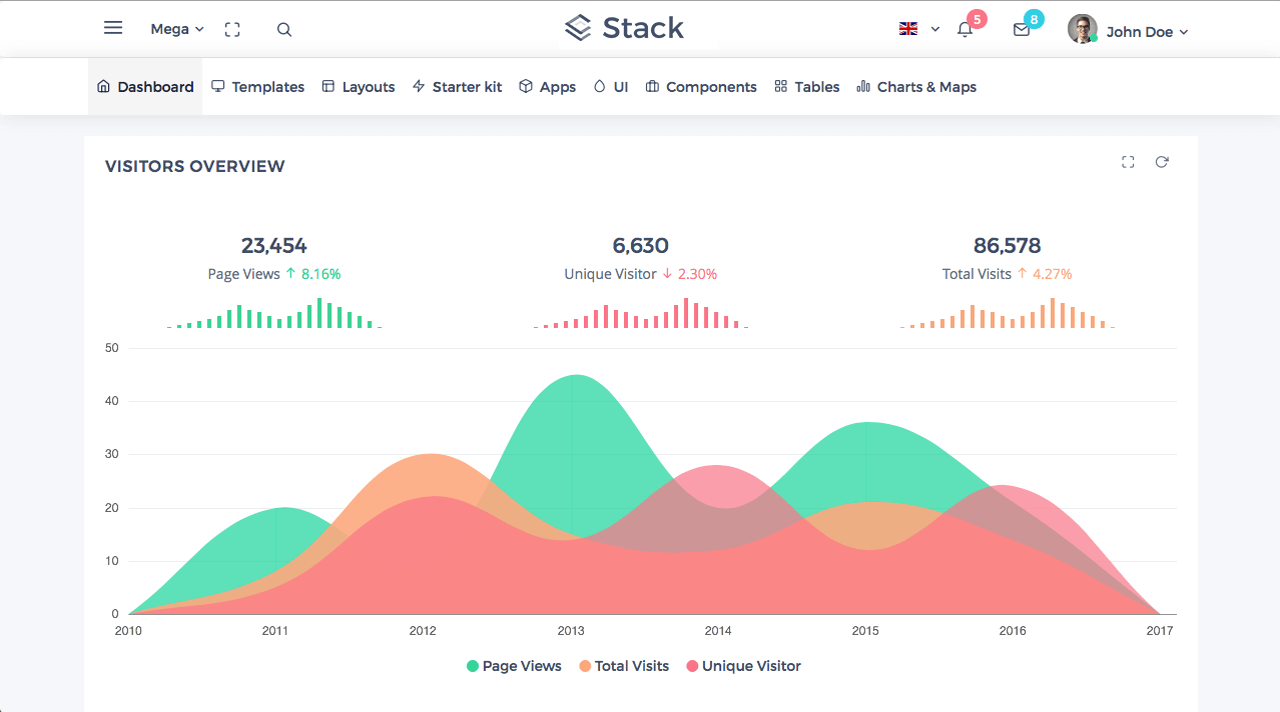 Mega
Stack
5
8
John Doe
Dashboard Templates Layouts Starter kit Apps UI Components Tables Charts & Maps
VISITORS OVERVIEW
23,454
Page Views ↑ 8.16%
6,630
Unique Visitor ↓ 2.30%
86,578
Total Visits ↑ 4.27%
50
40
30
20
10
0
2010 2011 2012 2013 2014 2015 2016 2017
Page Views Total Visits Unique Visitor